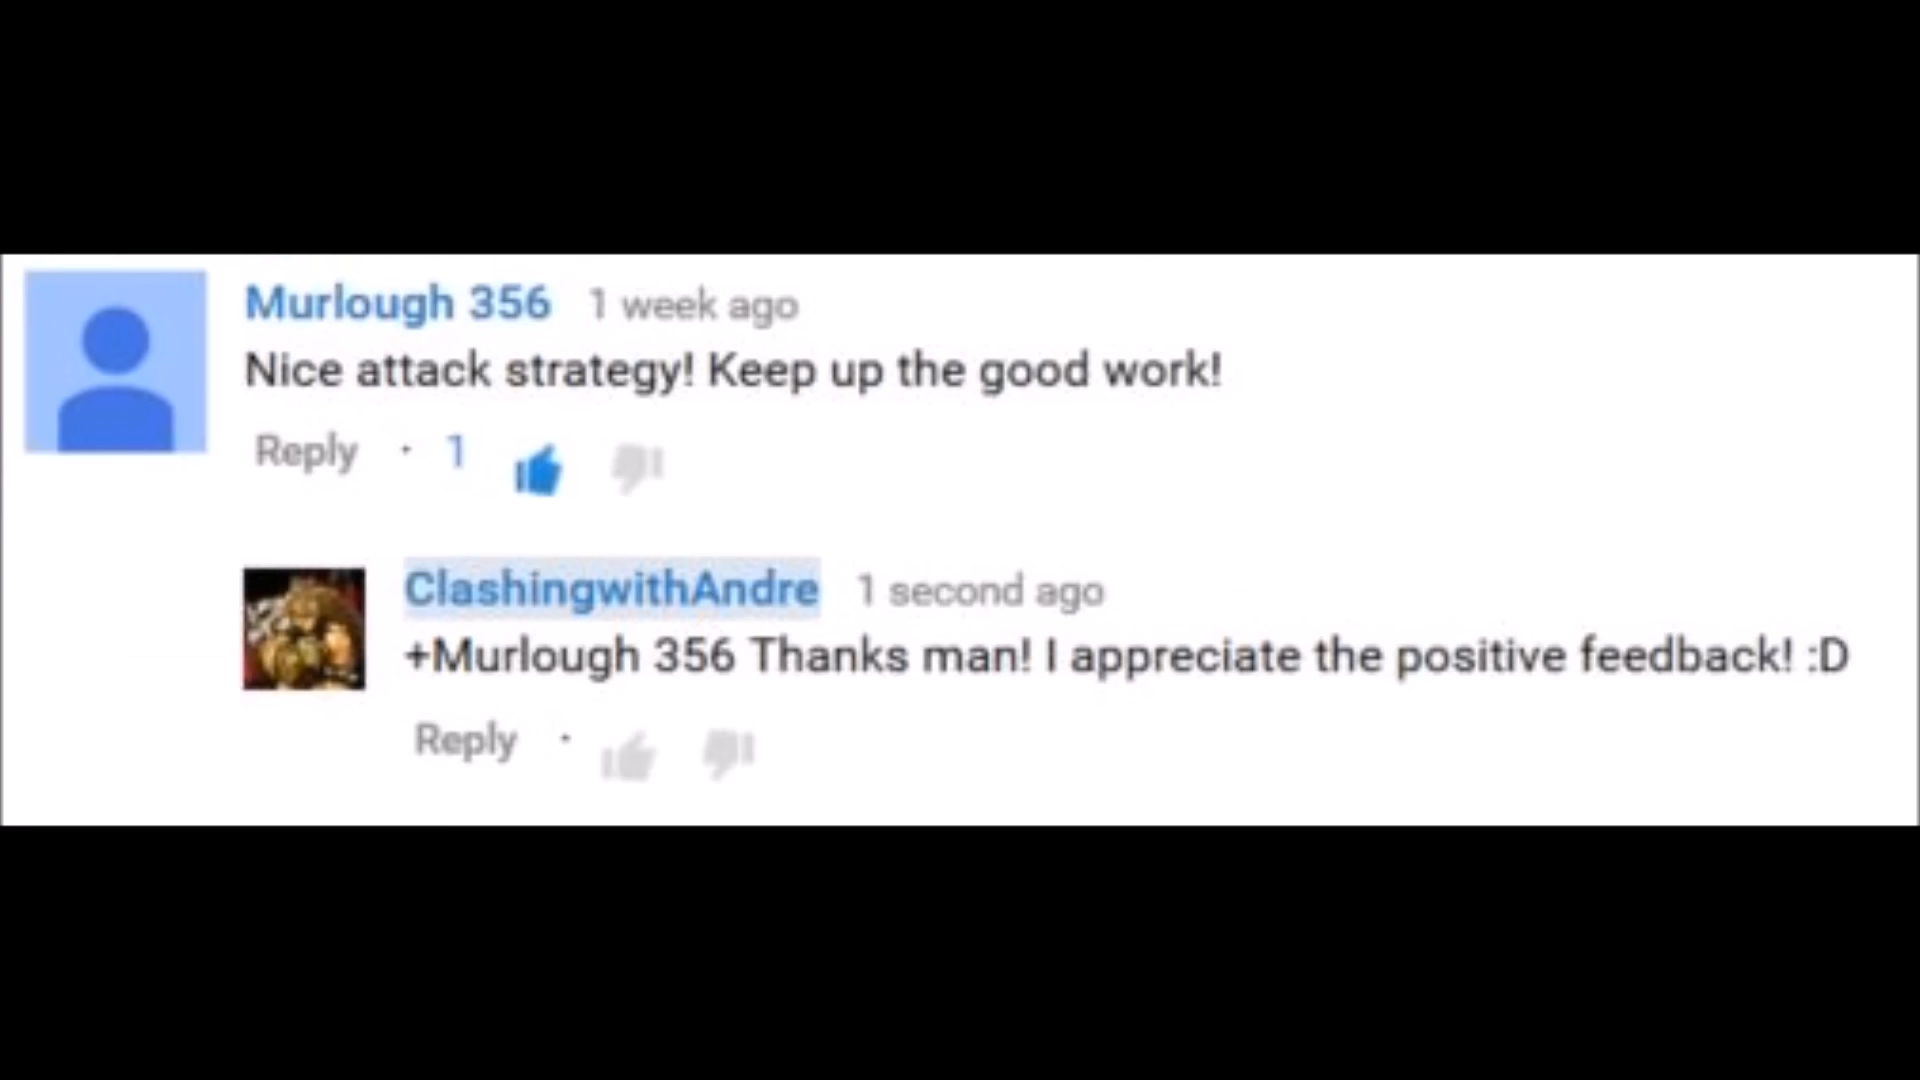 Murlough 356 1 week ago
Nice attack strategy! Keep up the good work!
Reply · 1
ClashingwithAndre 1 second ago
+Murlough 356 Thanks man! I appreciate the positive feedback! :D
Reply ·